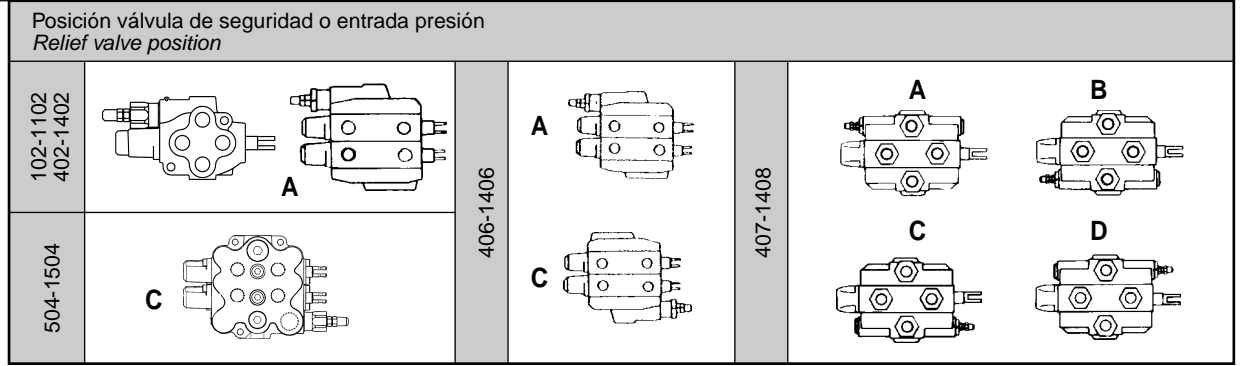 Posición válvula de seguridad o entrada presión
Relief valve position
102-1102
402-1402
A
504-1504
C
406-1406
A
C
407-1408
A
B
C
D